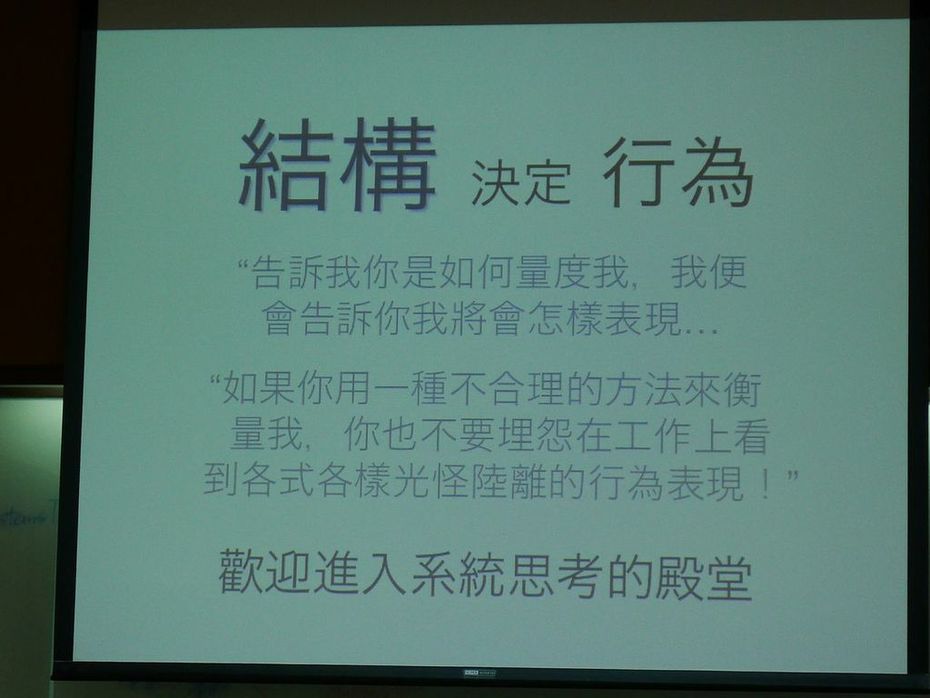 結構 決定 行為
“告訴我你是如何量度我，我便
會告訴你我將會怎樣表現…
“如果你用一種不合理的方法來衡
量我，你也不要埋怨在工作上看
到各式各樣光怪陸離的行為表現！”
歡迎進入系統思考的殿堂